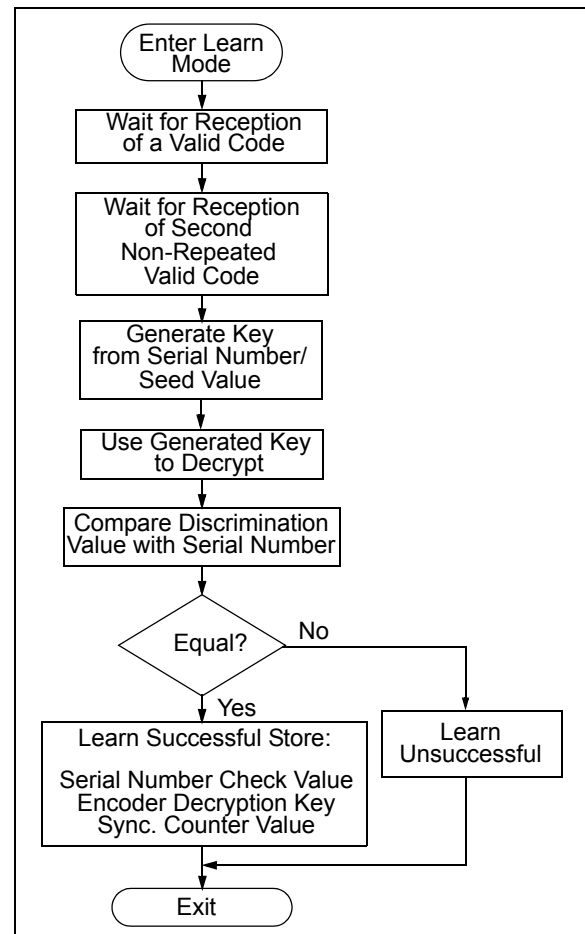 Enter Learn
Mode
Wait for Reception
of a Valid Code
Wait for Reception
of Second
Non-Repeated
Valid Code
Generate Key
from Serial Number/
Seed Value
Use Generated Key
to Decrypt
Compare Discrimination
Value with Serial Number
Equal?
No
Yes
Learn Successful Store:
Serial Number Check Value
Encoder Decryption Key
Sync. Counter Value
Learn
Unsuccessful
Exit